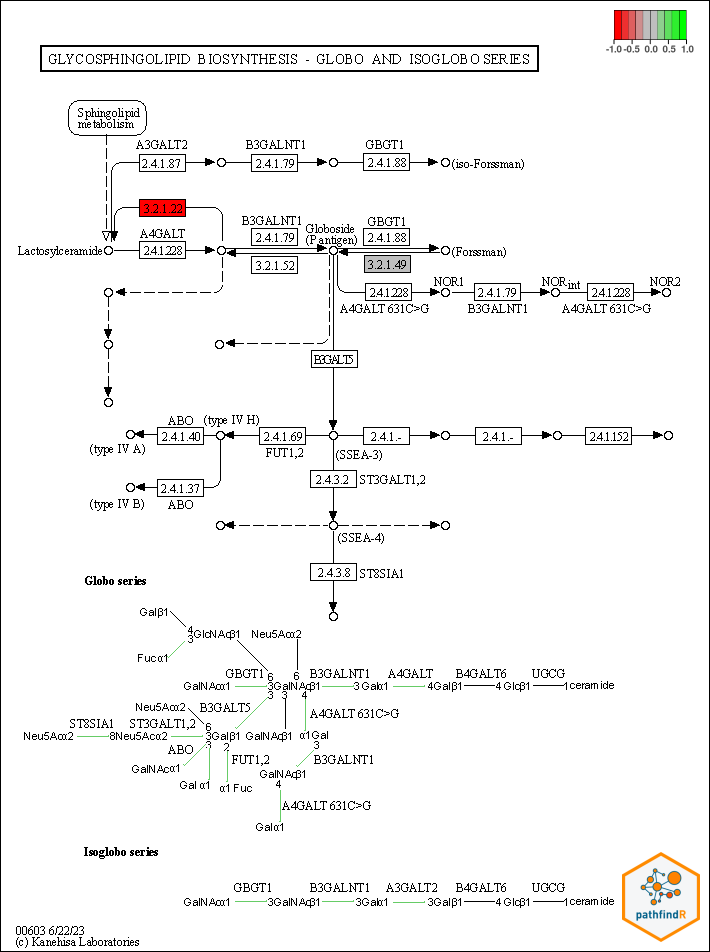 -1.0 -0.5 0.0 0.5 1.0
GLYCOSPHINGOLIPID BIOSYNTHESIS - GLOBO AND ISOGLOBO SERIES
Sphingolipid
metabolism
A3GALT2 B3GALNT1 GBGT1
2.4.1.87 2.4.1.79 2.4.1.88 (iso-Forssman)
3.2.1.22
A4GALT B3GALNT1 Globoside GBGT1
2.4.1.79 (P antigen) 2.4.1.88
Lactosylceramide 2.4.1.228 (Forssman)
3.2.1.52 3.2.1.49
NOR1 NORint NOR2
2.4.1.228 2.4.1.79 2.4.1.228
A4GALT 631C>G B3GALNT1 A4GALT 631C>G
B3GALT5
ABO (type IV H)
2.4.1.40 2.4.1.69 2.4.1.- 2.4.1.- 2.4.1.152
(type IV A) FUT1,2 (SSEA-3)
2.4.1.37 2.4.3.2 ST3GALT1,2
(type IV B) ABO
(SSEA-4)
2.4.3.8 ST8SIA1
Globo series
Galβ1
4
3 GlcNAqβ1 Neu5Acα2
Fucα1
GBGT1 6 6 B3GALNT1 A4GALT B4GALT6 UGCG
GalNAcα1 3GalNAqβ1 3 Galα1 4Galβ1 4 Glcβ1 1 ceramide
3 3 4
Neu5Acα2 B3GALT5 A4GALT 631C>G
ST8SIA1 ST3GALT1,2 6
Neu5Acα2 8Neu5Acα2 3Galβ1 GalNAqβ1 α1Gal
3 2 3
ABO FUT1,2 B3GALNT1
GalNAcα1 GalNAqβ1
4
Gal α1 α1 Fuc
A4GALT 631C>G
Galα1
Isoglobo series
GBGT1 B3GALNT1 A3GALT2 B4GALT6 UGCG
GalNAcα1 3GalNAqβ1 3Galα1 3Galβ1 4 Glcβ1 1 ceramide
00603 6/22/23
(c) Kanehisa Laboratories
pathfindR